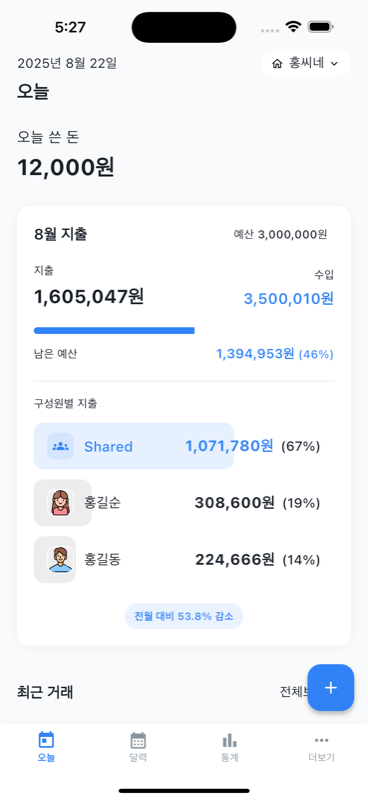 5:27
2025년 8월 22일
홍씨네
오늘
오늘 쓴 돈
12,000원
8월 지출
예산 3,000,000원
지출
수입
1,605,047원
3,500,010원
남은 예산
1,394,953원 (46%)
구성원별 지출
Shared 1,071,780원 (67%)
홍길순 308,600원 (19%)
홍길동 224,666원 (14%)
전월 대비 53.8% 감소
최근 거래
전체
오늘 달력 통계 더보기